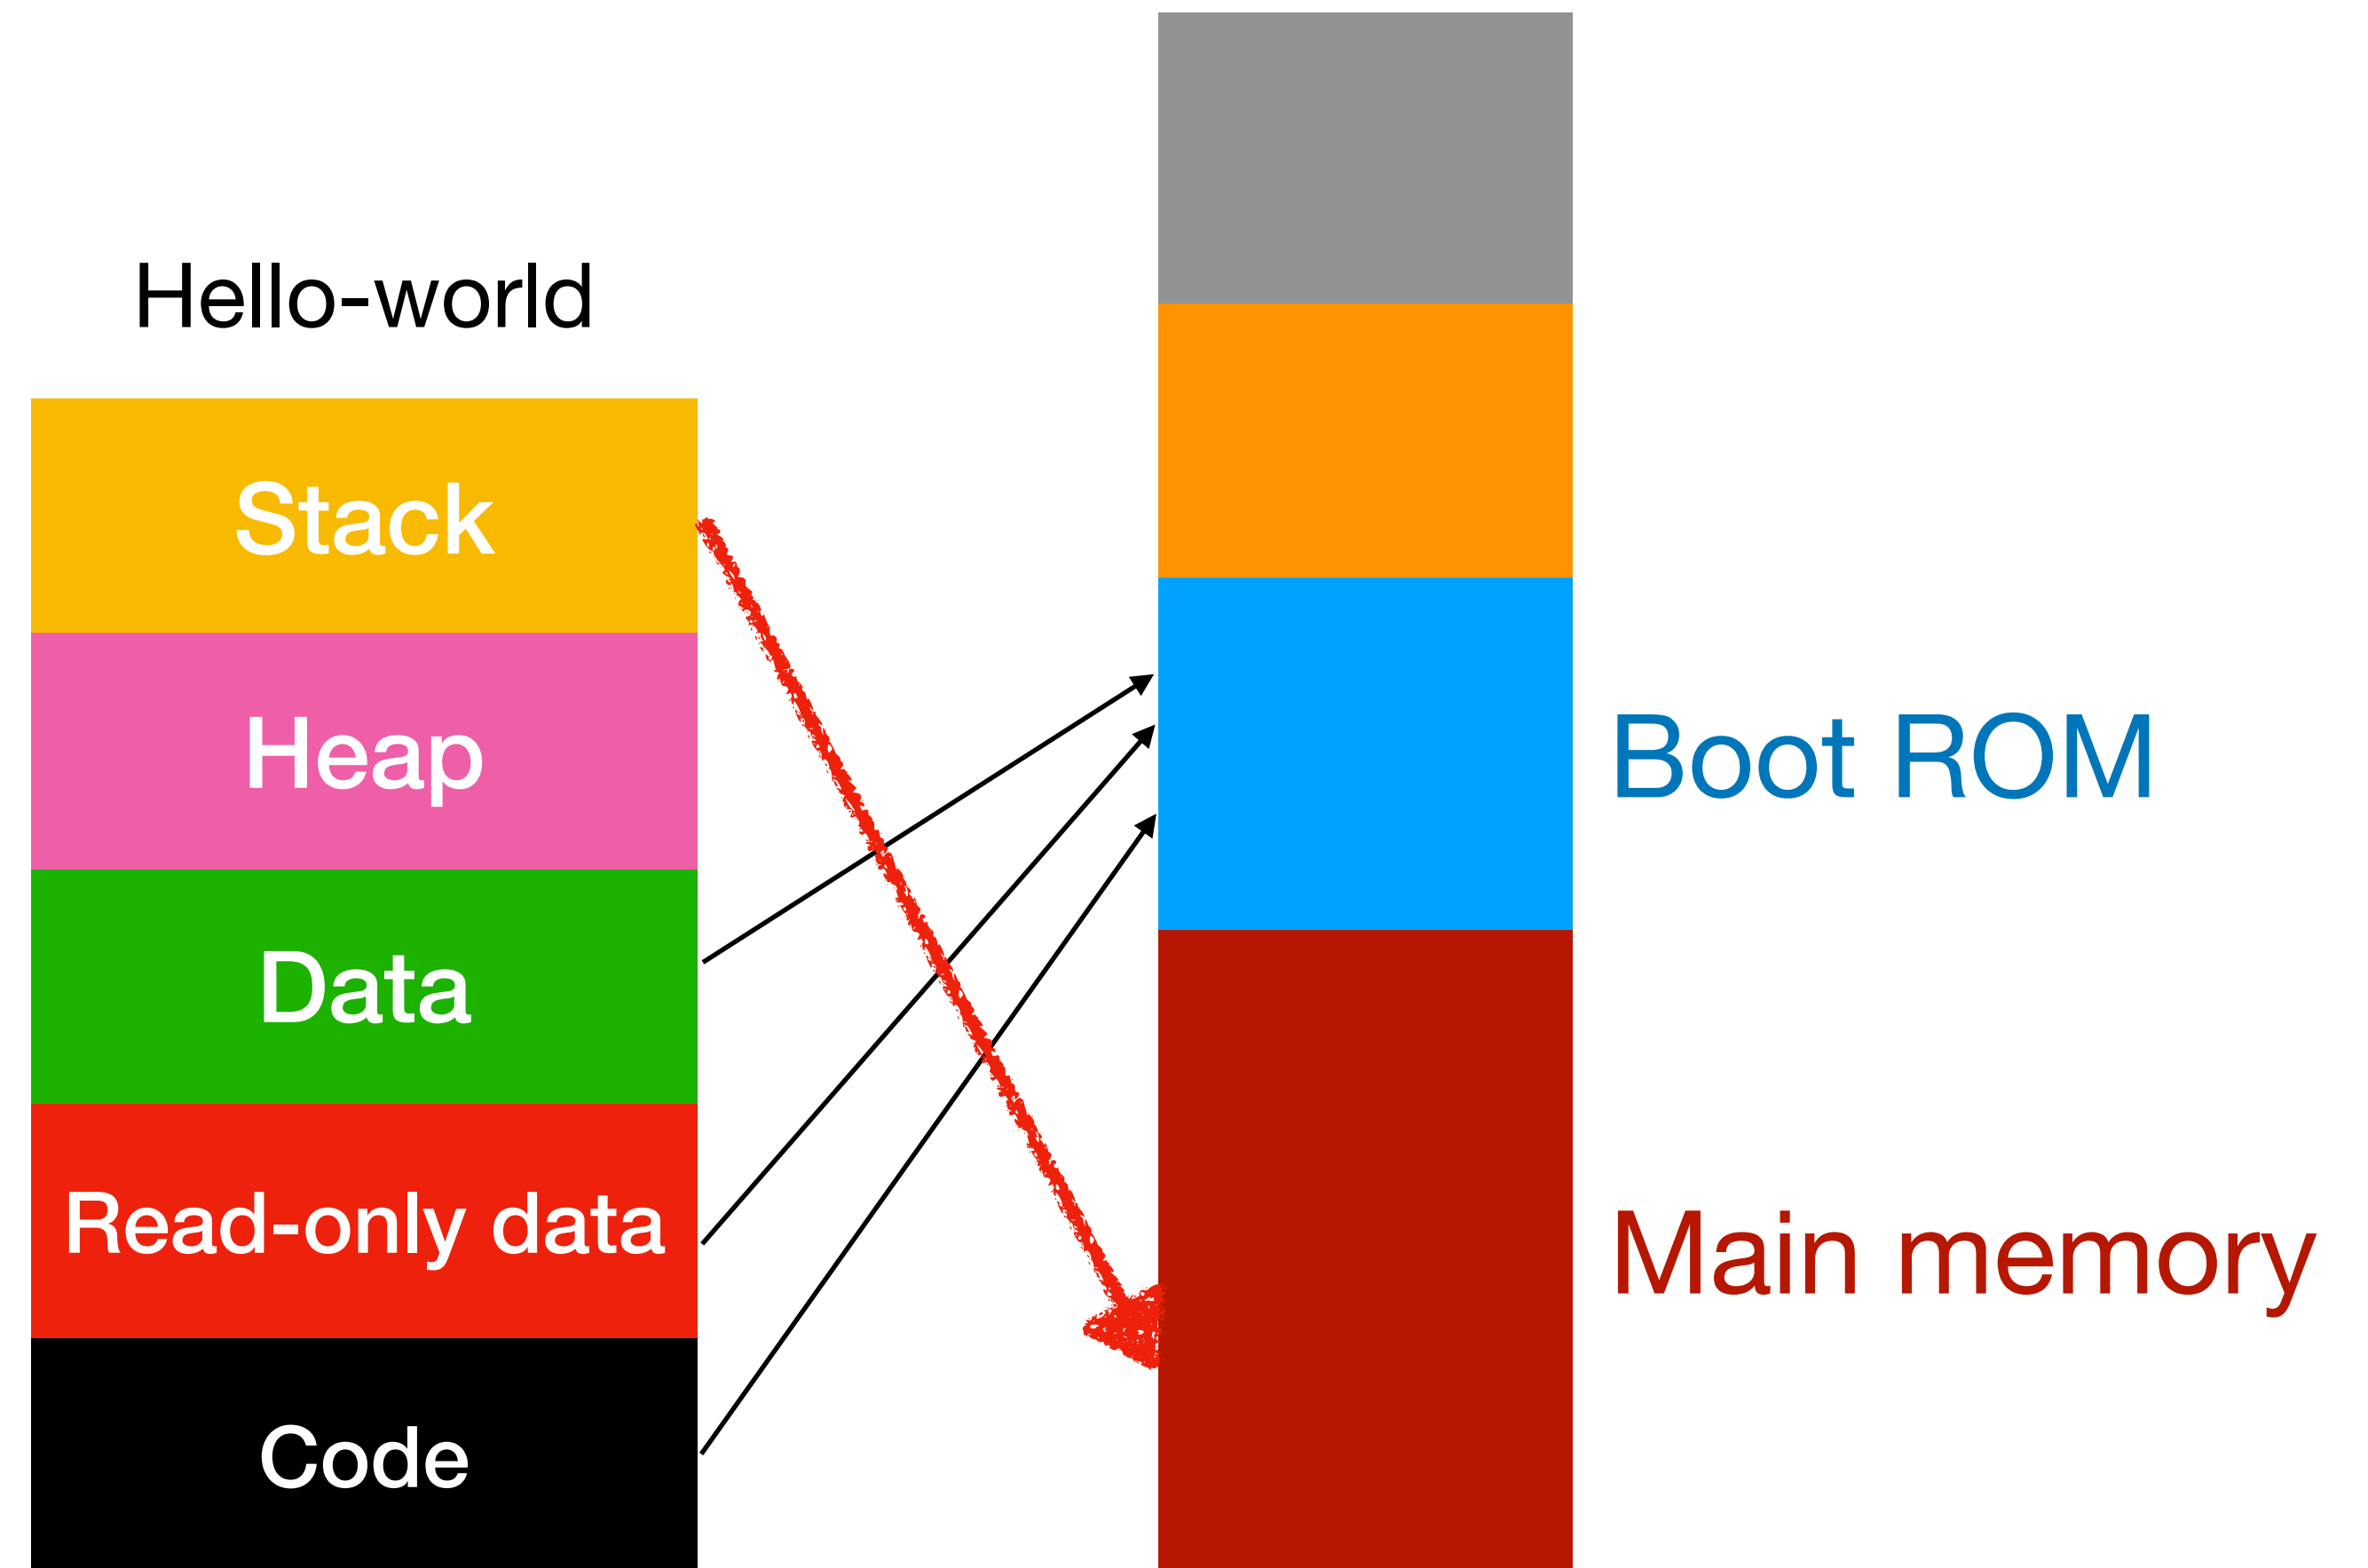 Hello-world
Stack
Heap
Data
Read-only data
Code
Boot ROM
Main memory